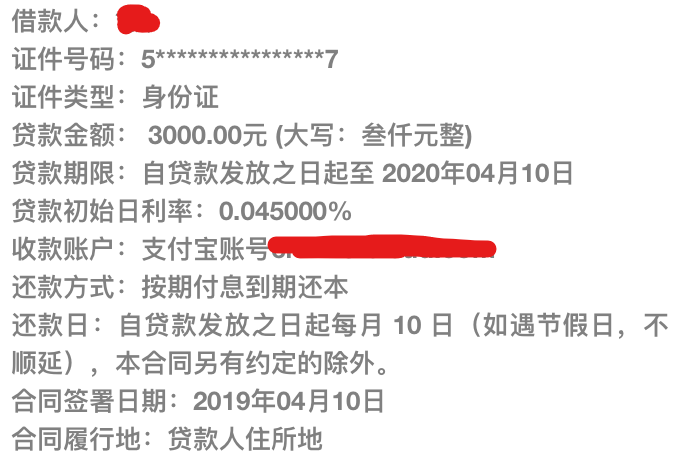 借款人：
证件号码：5****************7
证件类型：身份证
贷款金额： 3000.00元 (大写：叁仟元整)
贷款期限：自贷款发放之日起至 2020年04月10日
贷款初始日利率：0.045000%
收款账户：支付宝账号
还款方式：按期付息到期还本
还款日：自贷款发放之日起每月 10 日（如遇节假日，不
顺延），本合同另有约定的除外。
合同签署日期：2019年04月10日
合同履行地：贷款人住所地